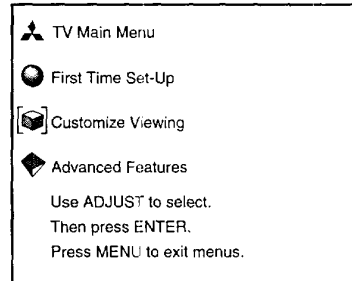 TV Main Menu
First Time Set-Up
Customize Viewing
Advanced Features
Use ADJUST to select.
Then press ENTER.
Press MENU to exit menus.